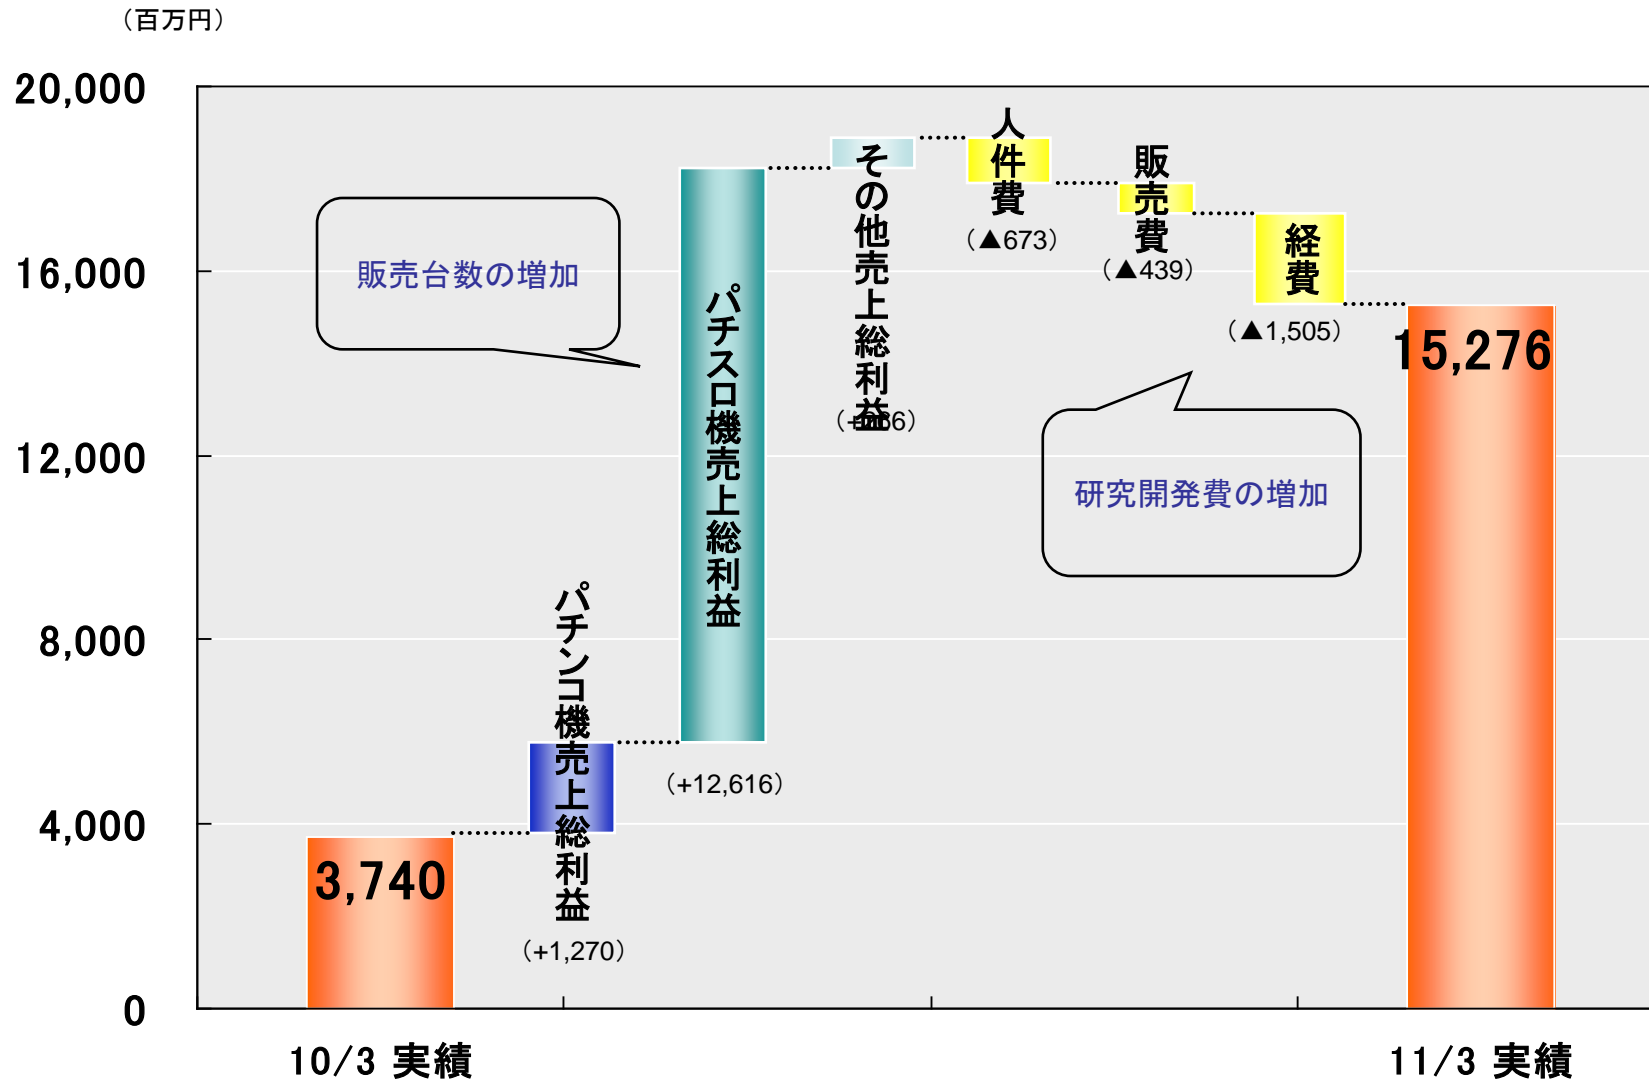 （百万円）
20,000
16,000
12,000
8,000
4,000
0
3,740
パチンコ機売上総利益
（+1,270）
パチスロ機売上総利益
（+12,616）
販売台数の増加
その他売上総利益
人件費
（▲673）
販売費
（▲439）
経費
（▲1,505）
研究開発費の増加
15,276
10/3 実績
11/3 実績